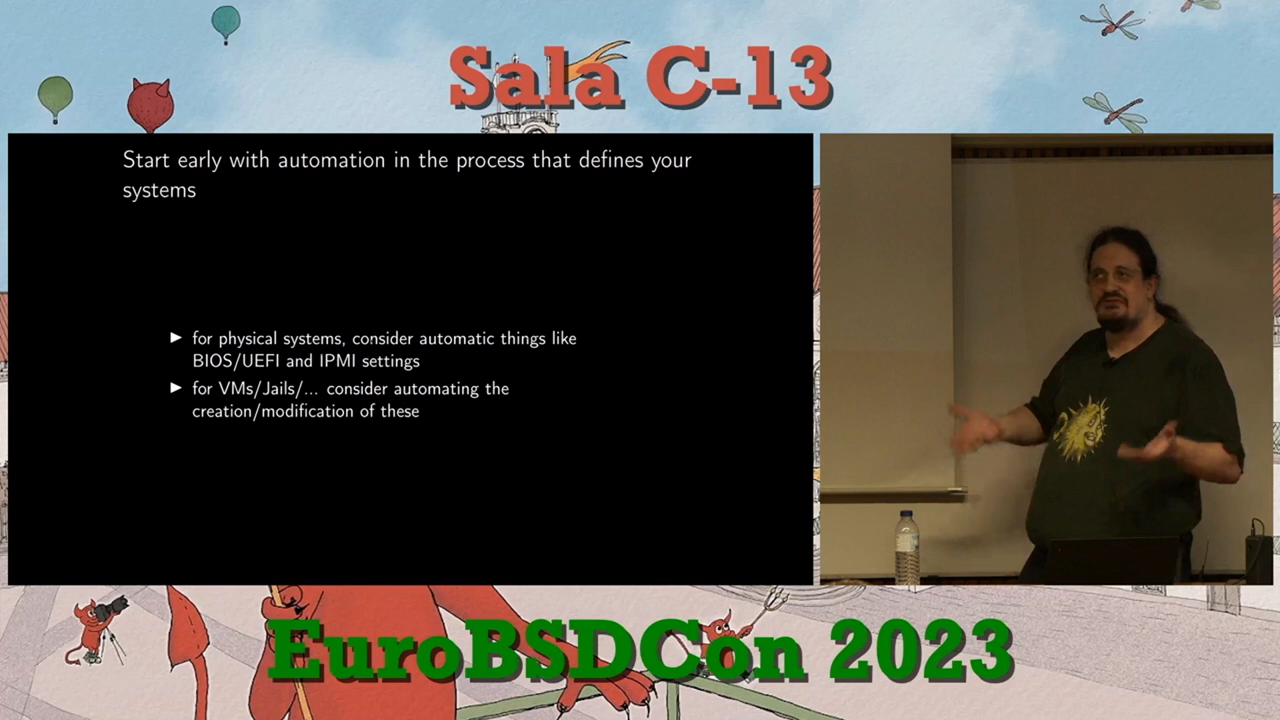 Sala C-13
Start early with automation in the process that defines your
systems
▶ for physical systems, consider automatic things like
BIOS/UEFI and IPMI settings
▶ for VMs/Jails/... consider automating the
creation/modification of these
EuroBSDCon 2023